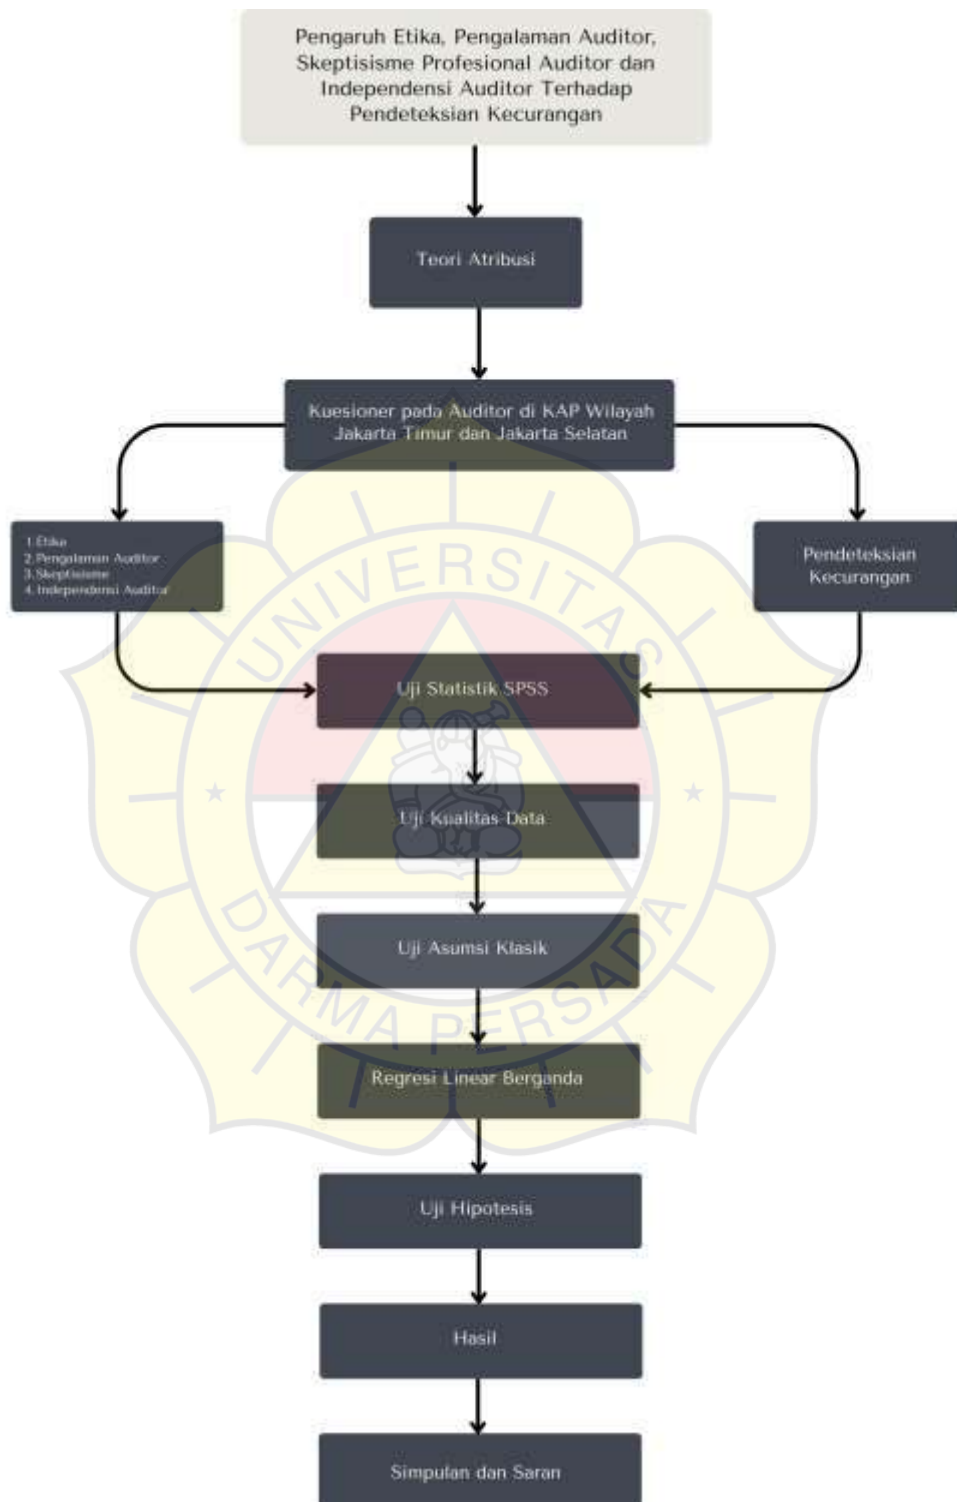 Pengaruh Etika, Pengalaman Auditor,
Skeptisisme Profesional Auditor dan
Independensi Auditor Terhadap
Pendeteksian Kecurangan
Teori Atribusi
Kuesioner pada Auditor di KAP Wilayah
Jakarta Timur dan Jakarta Selatan
1. Etika
2. Pengalaman Auditor
3. Skeptisisme
4. Independensi Auditor
Pendeteksian
Kecurangan
UNIVERSITAS
Uji Statistik SPSS
Uji Kualitas Data
Uji Asumsi Klasik
DARMA PERSADA
Regresi Linear Berganda
Uji Hipotesis
Hasil
Simpulan dan Saran